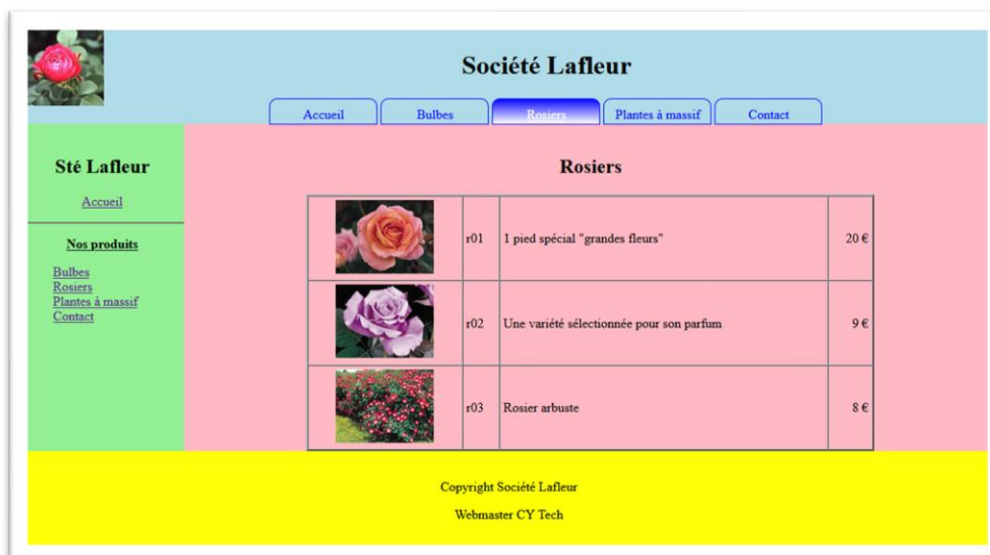 Société Lafleur
Accueil Bulbes Rosiers Plantes à massif Contact
Sté Lafleur
Accueil
Nos produits
Bulbes
Rosiers
Plantes à massif
Contact
Rosiers
r01 1 pied spécial "grandes fleurs" 20 €
r02 Une variété sélectionnée pour son parfum 9 €
r03 Rosier arbuste 8 €
Copyright Société Lafleur
Webmaster CY Tech